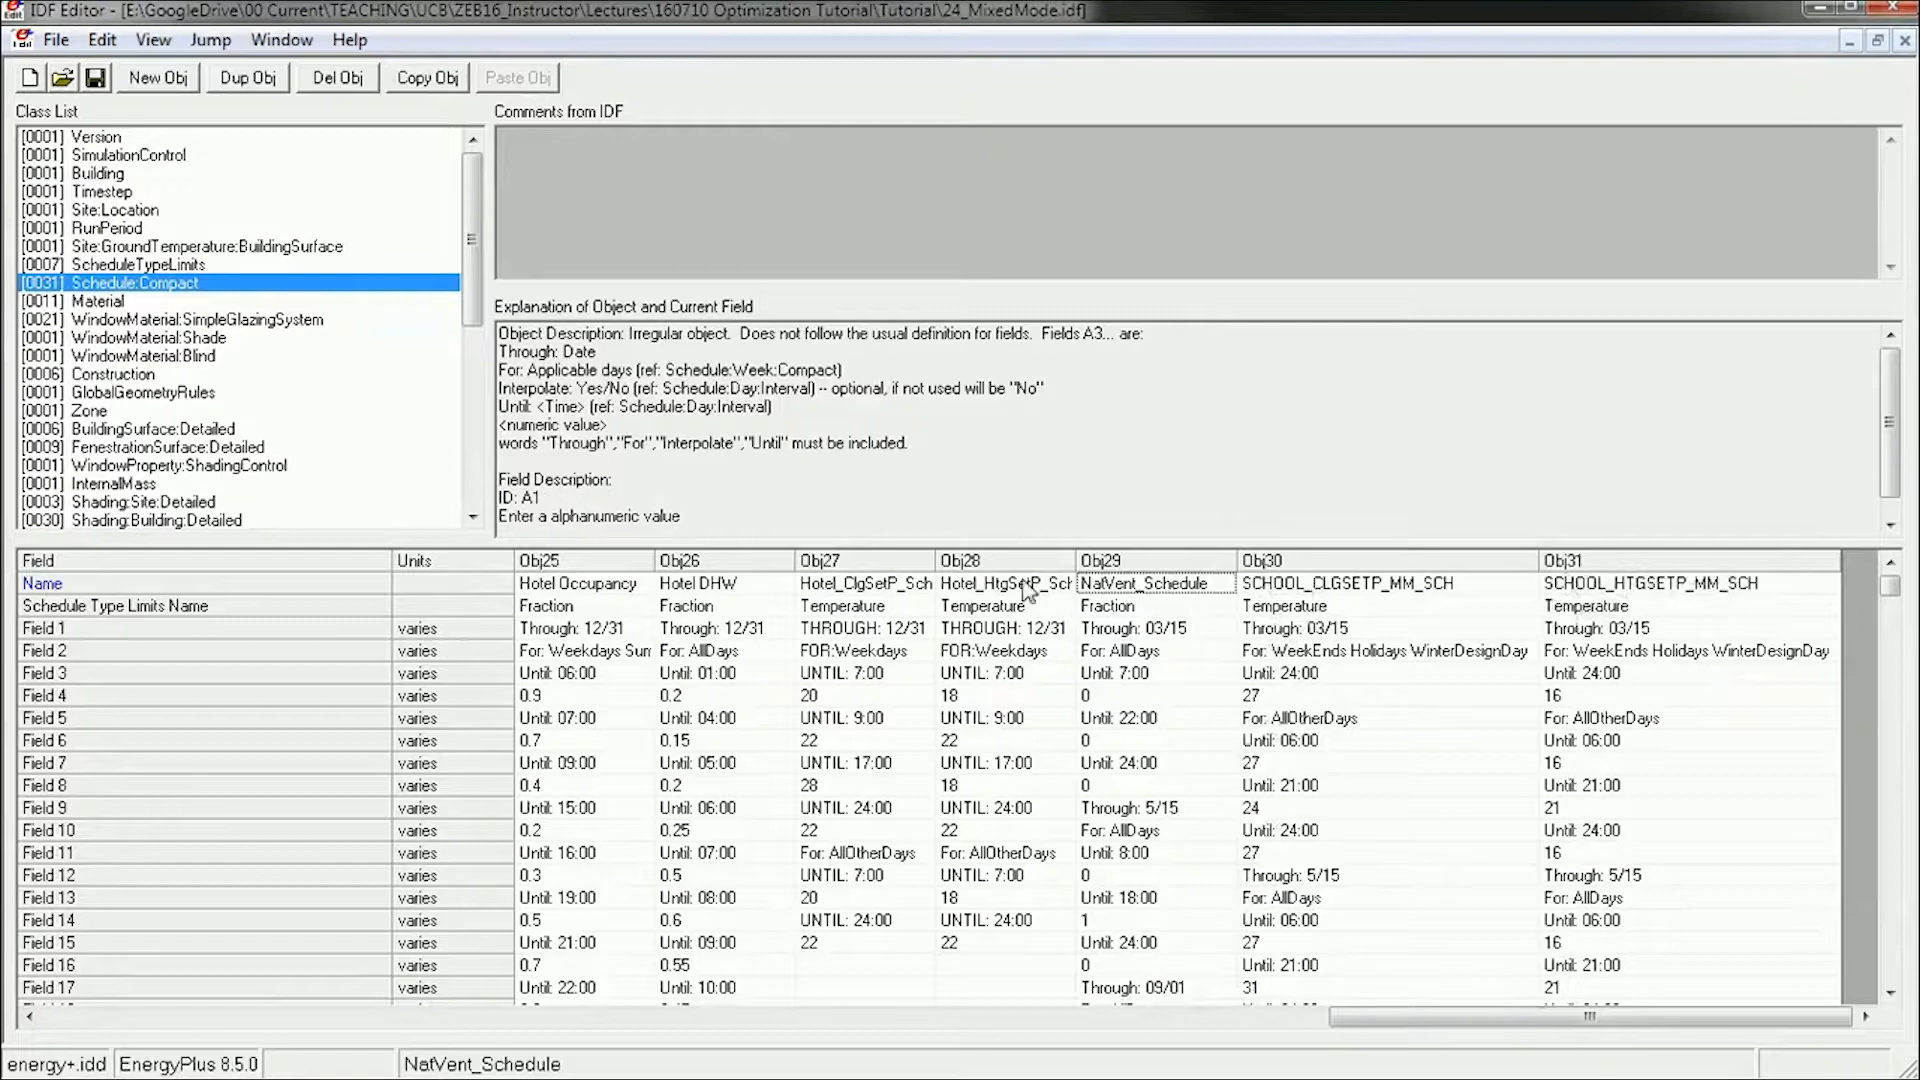 IDF Editor - [E:\GoogleDrive\00 Current\TEACHING\UCB\ZEB16_Instructor\Lectures\160710 Optimization Tutorial\Tutorial\24_MixedMode.idf]
File Edit View Jump Window Help
New Obj Dup Obj Del Obj Copy Obj Paste Obj
Class List
Comments from IDF
[0001] Version
[0001] SimulationControl
[0001] Building
[0001] Timestep
[0001] Site:Location
[0001] RunPeriod
[0001] Site:GroundTemperature:BuildingSurface
[0007] ScheduleTypeLimits
[0031] Schedule:Compact
[0011] Material
[0021] WindowMaterial:SimpleGlazingSystem
[0001] WindowMaterial:Shade
[0001] WindowMaterial:Blind
[0006] Construction
[0001] GlobalGeometryRules
[0001] Zone
[0006] BuildingSurface:Detailed
[0009] FenestrationSurface:Detailed
[0001] WindowProperty:ShadingControl
[0001] InternalMass
[0003] Shading:Site:Detailed
[0030] Shading:Building:Detailed
Explanation of Object and Current Field
Object Description: Irregular object. Does not follow the usual definition for fields. Fields A3... are:
Through: Date
For: Applicable days (ref: Schedule:Week:Compact)
Interpolate: Yes/No (ref: Schedule:Day:Interval) -- optional, if not used will be "No"
Until: <Time> (ref: Schedule:Day:Interval)
<numeric value>
words "Through","For","Interpolate","Until" must be included.
Field Description:
ID: A1
Enter a alphanumeric value
Field Units Obj25 Obj26 Obj27 Obj28 Obj29 Obj30 Obj31
Name Hotel Occupancy Hotel DHW Hotel_ClgSetP_Sch Hotel_HtgSetP_Sch NatVent_Schedule SCHOOL_CLGSETP_MM_SCH SCHOOL_HTGSETP_MM_SCH
Schedule Type Limits Name Fraction Fraction Temperature Temperature Fraction Temperature Temperature
Field 1 varies Through: 12/31 Through: 12/31 THROUGH: 12/31 THROUGH: 12/31 Through: 03/15 Through: 03/15 Through: 03/15
Field 2 varies For: Weekdays Sum For: AllDays FOR:Weekdays FOR:Weekdays For: AllDays For: WeekEnds Holidays WinterDesignDay For: WeekEnds Holidays WinterDesignDay
Field 3 varies Until: 06:00 Until: 01:00 UNTIL: 7:00 UNTIL: 7:00 Until: 7:00 Until: 24:00 Until: 24:00
Field 4 varies 0.9 0.2 20 18 0 27 16
Field 5 varies Until: 07:00 Until: 04:00 UNTIL: 9:00 UNTIL: 9:00 Until: 22:00 For: AllOtherDays For: AllOtherDays
Field 6 varies 0.7 0.15 22 22 0 Until: 06:00 Until: 06:00
Field 7 varies Until: 09:00 Until: 05:00 UNTIL: 17:00 UNTIL: 17:00 Until: 24:00 27 16
Field 8 varies 0.4 0.2 28 18 0 Until: 21:00 Until: 21:00
Field 9 varies Until: 15:00 Until: 06:00 UNTIL: 24:00 UNTIL: 24:00 Through: 5/15 24 21
Field 10 varies 0.2 0.25 22 22 For: AllDays Until: 24:00 Until: 24:00
Field 11 varies Until: 16:00 Until: 07:00 For: AllOtherDays For: AllOtherDays Until: 8:00 27 16
Field 12 varies 0.3 0.5 UNTIL: 7:00 UNTIL: 7:00 0 Through: 5/15 Through: 5/15
Field 13 varies Until: 19:00 Until: 08:00 20 18 Until: 18:00 For: AllDays For: AllDays
Field 14 varies 0.5 0.6 UNTIL: 24:00 UNTIL: 24:00 1 Until: 06:00 Until: 06:00
Field 15 varies Until: 21:00 Until: 09:00 22 22 Until: 24:00 27 16
Field 16 varies 0.7 0.55 0 Until: 21:00 Until: 21:00
Field 17 varies Until: 22:00 Until: 10:00 Through: 09/01 31 21
energy+.idd EnergyPlus 8.5.0 NatVent_Schedule